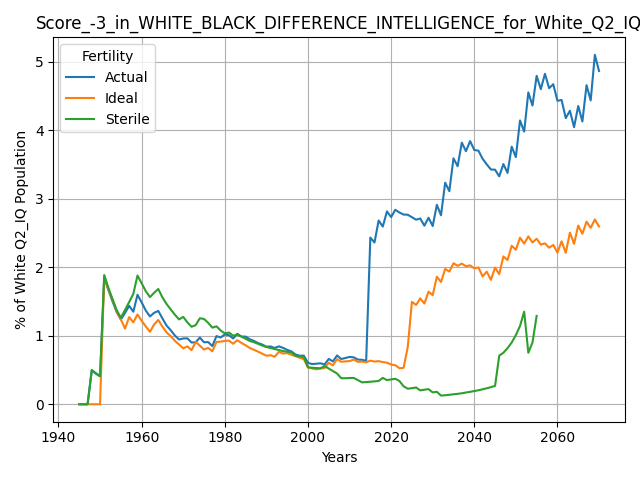 Score_-3_in_WHITE_BLACK_DIFFERENCE_INTELLIGENCE_for_White_Q2_IQ
Fertility
Actual
Ideal
Sterile
% of White Q2_IQ Population
5
4
3
2
1
0
1940 1960 1980 2000 2020 2040 2060
Years